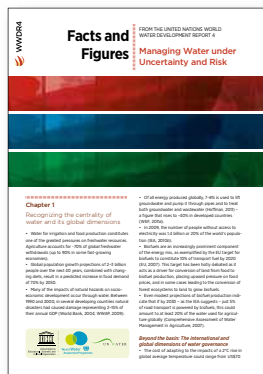 WWDR4
Facts and
Figures
FROM THE UNITED NATIONS WORLD
WATER DEVELOPMENT REPORT 4
Managing Water under
Uncertainty and Risk
Chapter 1
Recognizing the centrality of
water and its global dimensions
• Water for irrigation and food production constitutes
one of the greatest pressures on freshwater resources.
Agriculture accounts for ~70% of global freshwater
withdrawals (up to 90% in some fast-growing
economies).
• Global population growth projections of 2–3 billion
people over the next 40 years, combined with chang-
ing diets, result in a predicted increase in food demand
of 70% by 2050.
• Many of the impacts of natural hazards on socio-
economic development occur through water. Between
1990 and 2000, in several developing countries natural
disasters had caused damage representing 2–15% of
their annual GDP (World Bank, 2004; WWAP, 2009).
UNESCO
UN WATER
• Of all energy produced globally, 7–8% is used to lift
groundwater and pump it through pipes and to treat
both groundwater and wastewater (Hoffman, 2011) –
a figure that rises to ~40% in developed countries
(WEF, 2011a).
• In 2009, the number of people without access to
electricity was 1.4 billion or 20% of the world's popula-
tion (IEA, 2010b).
• Biofuels are an increasingly prominent component
of the energy mix, as exemplified by the EU target for
biofuels to constitute 10% of transport fuel by 2020
(EU, 2007). This target has been hotly debated as it
acts as a driver for conversion of land from food to
biofuel production, placing upward pressure on food
prices, and in some cases leading to the conversion of
forest ecosystems to land to grow biofuels.
• Even modest projections of biofuel production indi-
cate that if by 2030 – as the IEA suggests – just 5%
of road transport is powered by biofuels, this could
amount to at least 20% of the water used for agricul-
ture globally (Comprehensive Assessment of Water
Management in Agriculture, 2007).
Beyond the basin: The international and
global dimensions of water governance
• The cost of adapting to the impacts of a 2°C rise in
global average temperature could range from US$70